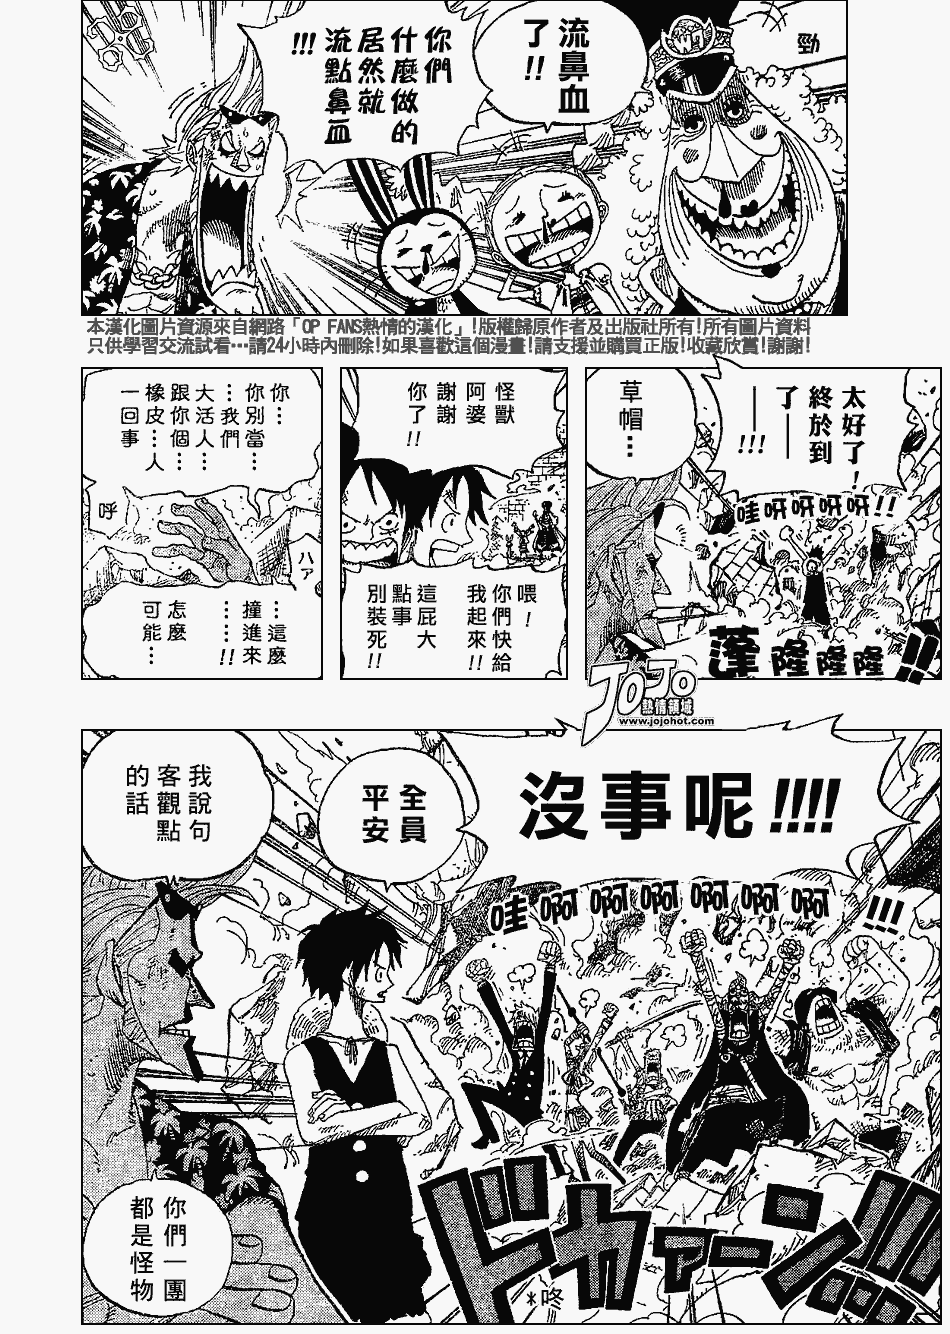 勁
流鼻血
了!!
你們
什麼做的
居然就
流點鼻血
!!!
本漢化圖片資源來自網路「OP FANS熱情的漢化」!版權歸原作者及出版社所有!所有圖片資料
只供學習交流試看…請24小時內刪除!如果喜歡這個漫畫!請支援並購買正版!收藏欣賞!謝謝!
太好了!
終於到
了——
——!!!
草帽…
哇呀呀呀呀!!
蓬隆隆隆!!
怪獸
阿婆
謝謝
你了!!
喂!
你們快給
我起來!!
這屁大
點事
別裝死!!
你…
你別當…
…我們
大活人…
跟你個…
橡皮…人
一回事
呼
ハァ
…這麼
撞進來
……!!
怎麼
可能…
JOJO
熱情領域
www.jojohot.com
沒事呢!!!!
全員
平安
我說句
客觀點
的話
哇啊啊啊啊啊啊!!!
你們一團
都是怪物
ドカァーン!!!
*咚